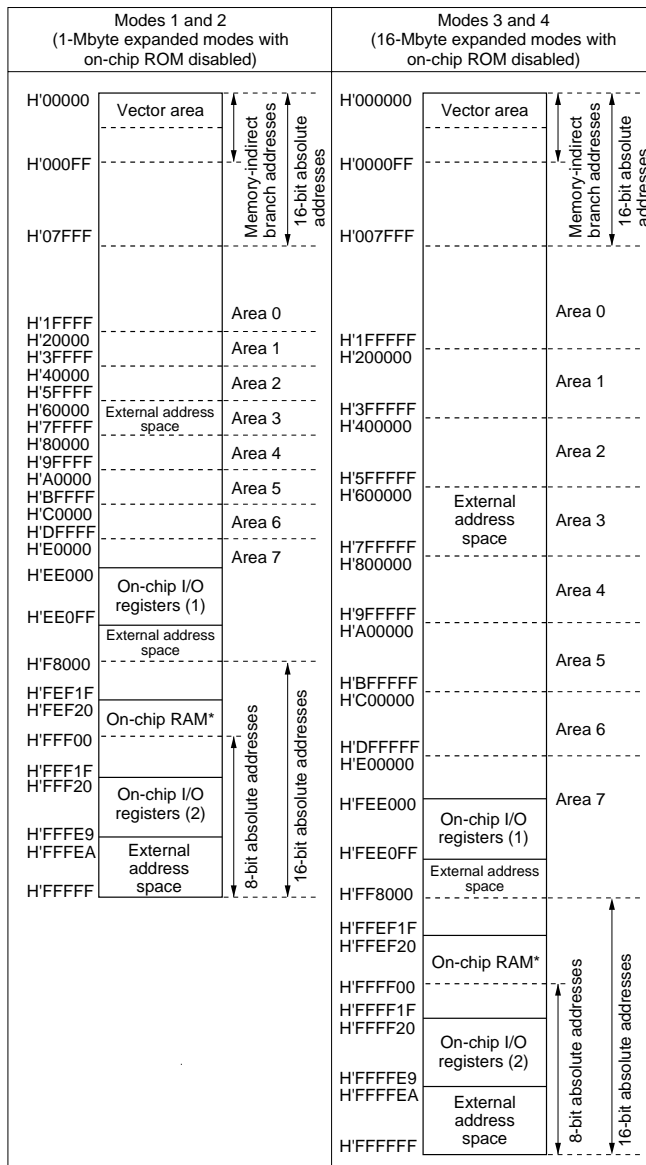 Modes 1 and 2
(1-Mbyte expanded modes with
on-chip ROM disabled)
H'00000
Vector area
H'000FF
H'07FFF
Memory-indirect
branch addresses
16-bit absolute
addresses
H'1FFFF
Area 0
H'20000
H'3FFFF
Area 1
H'40000
H'5FFFF
Area 2
H'60000
H'7FFFF
External address
space
Area 3
H'80000
H'9FFFF
Area 4
H'A0000
H'BFFFF
Area 5
H'C0000
H'DFFFF
Area 6
H'E0000
Area 7
H'EE000
On-chip I/O
registers (1)
H'EE0FF
External address
space
H'F8000
H'FEF1F
H'FEF20
On-chip RAM*
H'FFF00
H'FFF1F
H'FFF20
On-chip I/O
registers (2)
H'FFFE9
H'FFFEA
External
address
space
H'FFFFF
8-bit absolute addresses
16-bit absolute addresses
Modes 3 and 4
(16-Mbyte expanded modes with
on-chip ROM disabled)
H'000000
Vector area
H'0000FF
H'007FFF
Memory-indirect
branch addresses
16-bit absolute
addresses
Area 0
H'1FFFFF
H'200000
Area 1
H'3FFFFF
H'400000
Area 2
H'5FFFFF
H'600000
External
address
space
Area 3
H'7FFFFF
H'800000
Area 4
H'9FFFFF
H'A00000
Area 5
H'BFFFFF
H'C00000
Area 6
H'DFFFFF
H'E00000
Area 7
H'FEE000
On-chip I/O
registers (1)
H'FEE0FF
External address
space
H'FF8000
H'FFEF1F
H'FFEF20
On-chip RAM*
H'FFFF00
H'FFFF1F
H'FFFF20
On-chip I/O
registers (2)
H'FFFFE9
H'FFFFEA
External
address
space
H'FFFFFF
8-bit absolute addresses
16-bit absolute addresses